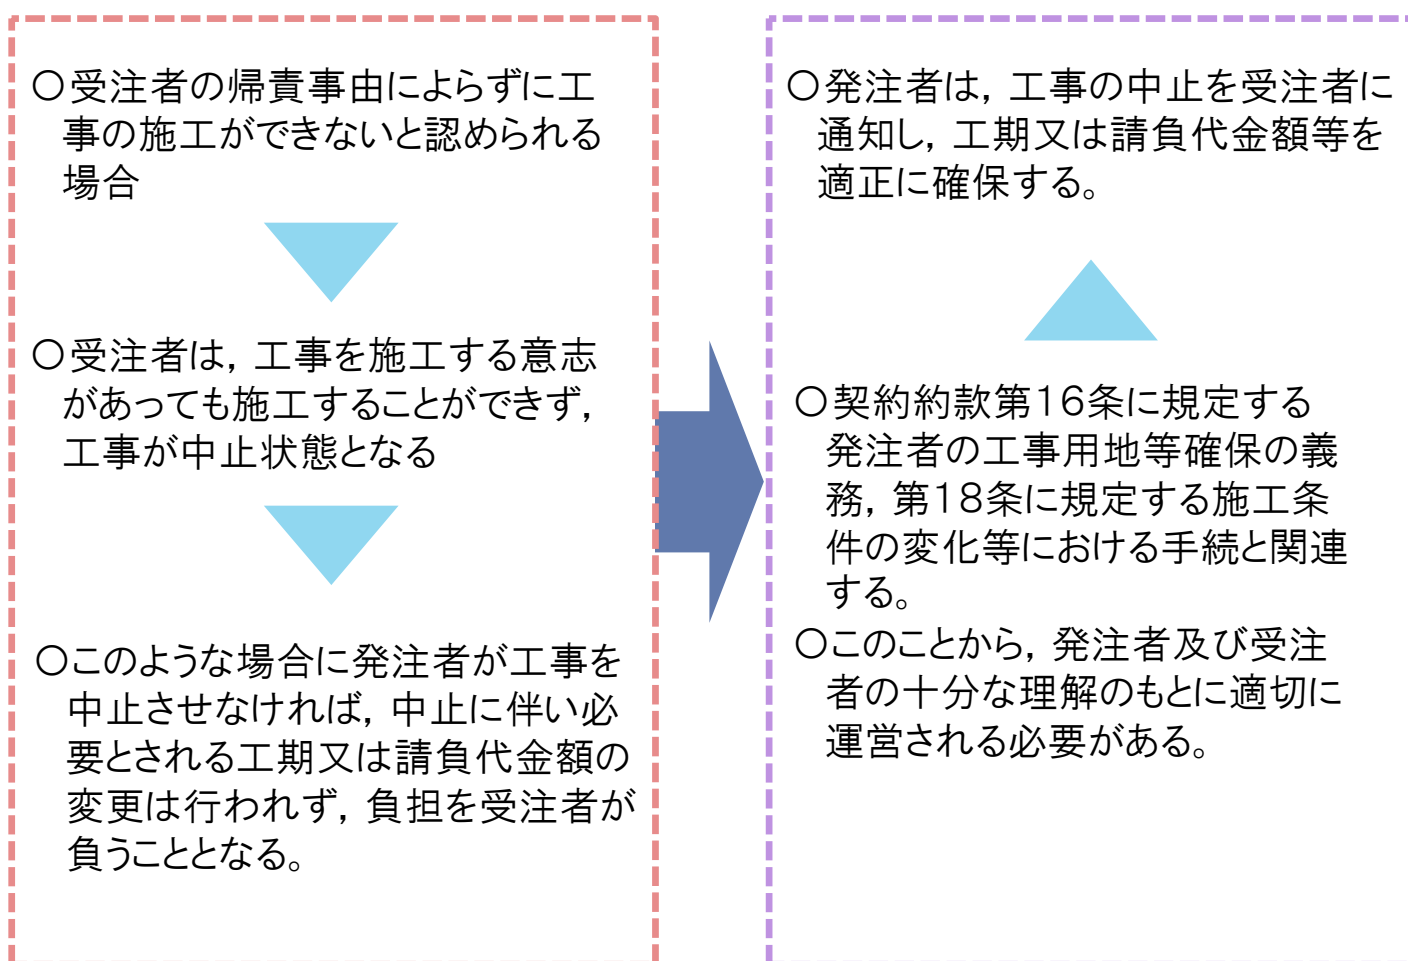 〇受注者の帰責事由によらずに工
事の施工ができないと認められる
場合
〇受注者は，工事を施工する意志
があっても施工することができず，
工事が中止状態となる
〇このような場合に発注者が工事を
中止させなければ，中止に伴い必
要とされる工期又は請負代金額の
変更は行われず，負担を受注者が
負うこととなる。
〇発注者は，工事の中止を受注者に
通知し，工期又は請負代金額等を
適正に確保する。
〇契約約款第１６条に規定する
発注者の工事用地等確保の義
務，第１８条に規定する施工条
件の変化等における手続と関連
する。
〇このことから，発注者及び受注
者の十分な理解のもとに適切に
運営される必要がある。